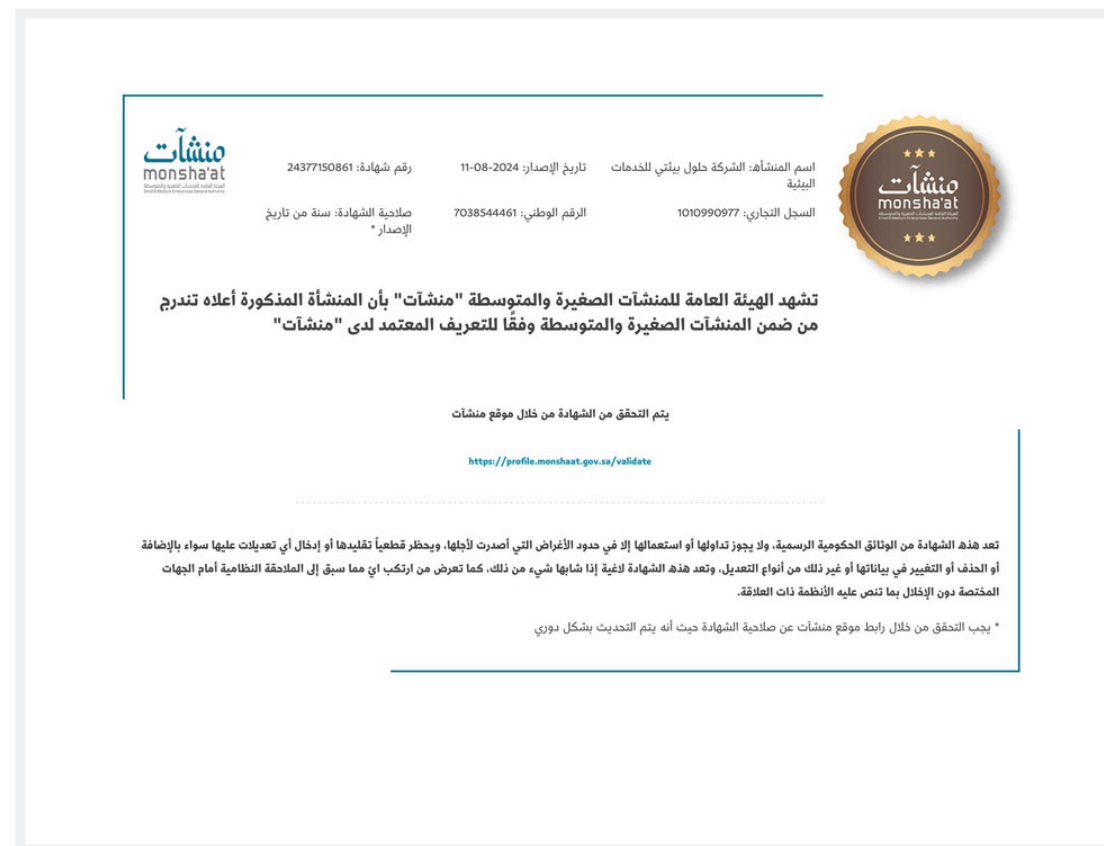 منشآت
monsha'at
اسم المنشأه: الشركة حلول بيئتي للخدمات البيئية
تاريخ الإصدار: 11-08-2024
رقم شهادة: 24377150861
منشآت
monsha'at
السجل التجاري: 1010990977
الرقم الوطني: 7038544461
صلاحية الشهادة: سنة من تاريخ الإصدار *
تشهد الهيئة العامة للمنشآت الصغيرة والمتوسطة "منشآت" بأن المنشأة المذكورة أعلاه تندرج
من ضمن المنشآت الصغيرة والمتوسطة وفقًا للتعريف المعتمد لدى "منشآت"
يتم التحقق من الشهادة من خلال موقع منشآت
https://profile.monshaat.gov.sa/validate
تعد هذه الشهادة من الوثائق الحكومية الرسمية، ولا يجوز تداولها أو استعمالها إلا في حدود الأغراض التي أصدرت لأجلها، ويحظر قطعياً تقليدها أو إدخال أي تعديلات عليها سواء بالإضافة
أو الحذف أو التغيير في بياناتها أو غير ذلك من أنواع التعديل، وتعد هذه الشهادة لاغية إذا شابها شيء من ذلك، كما تعرض من ارتكب ايّ مما سبق إلى الملاحقة النظامية أمام الجهات
المختصة دون الإخلال بما تنص عليه الأنظمة ذات العلاقة.
* يجب التحقق من خلال رابط موقع منشآت عن صلاحية الشهادة حيث أنه يتم التحديث بشكل دوري